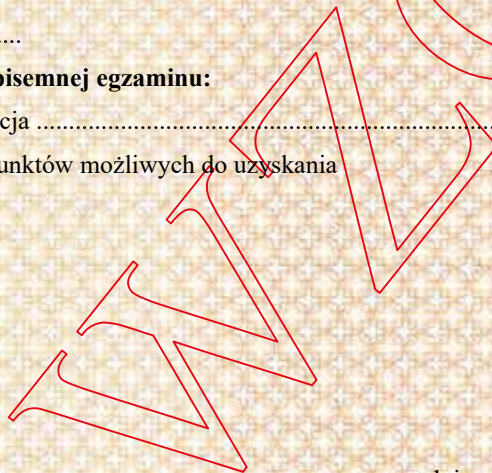 ....
pisemnej egzaminu:
cja ..........................................................................
unktów możliwych do uzyskania
W